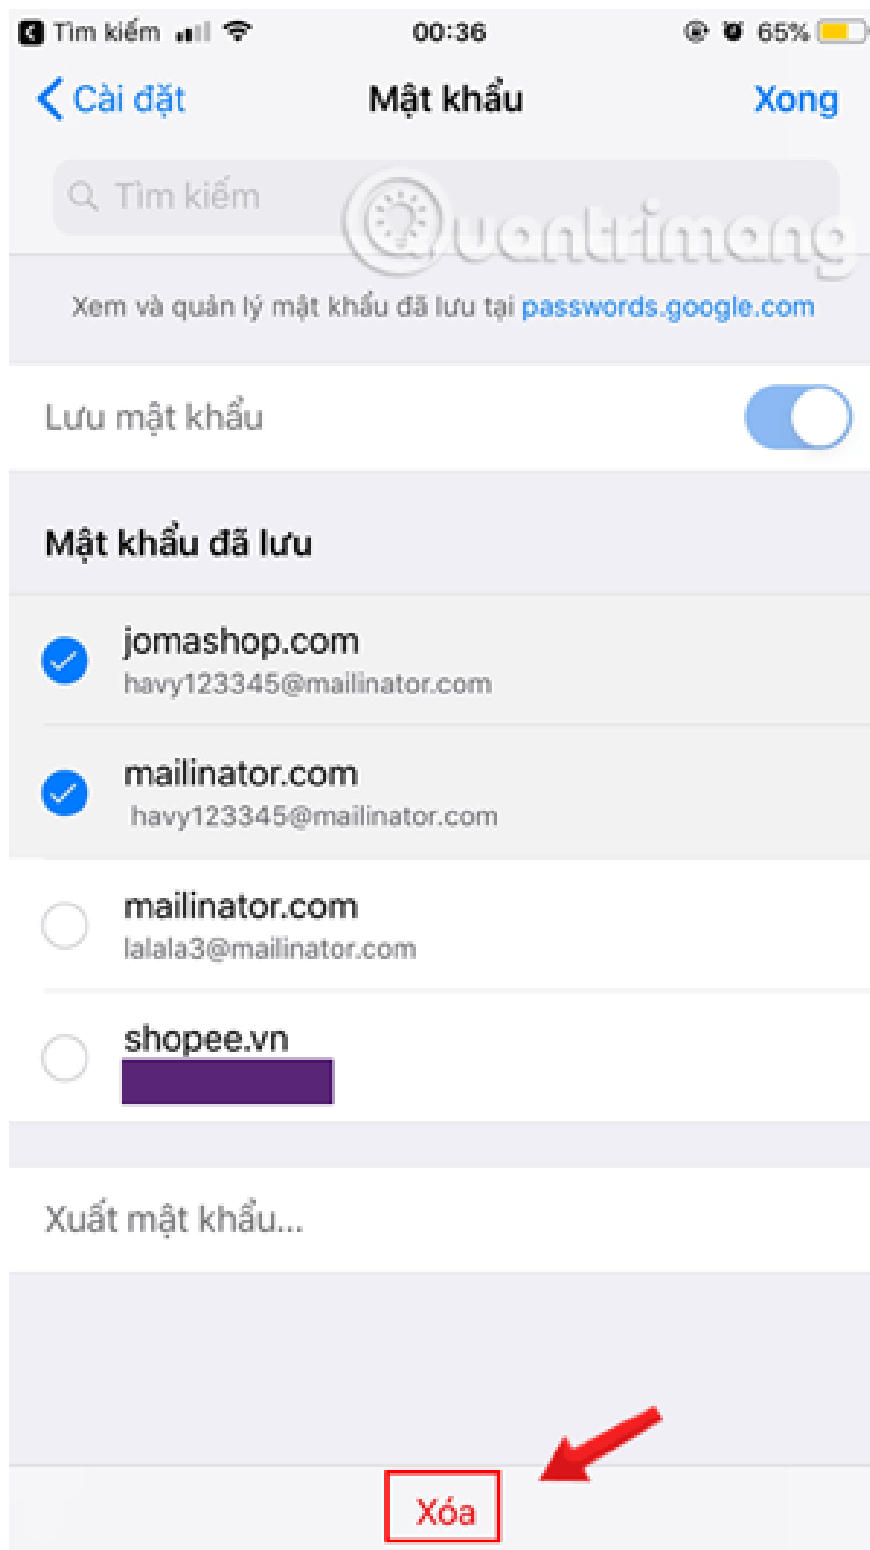 Tìm kiếm 00:36 65%
Cài đặt Mật khẩu Xong
Tìm kiếm
Quantrimang
Xem và quản lý mật khẩu đã lưu tại passwords.google.com
Lưu mật khẩu
Mật khẩu đã lưu
jomashop.com
havy123345@mailinator.com
mailinator.com
havy123345@mailinator.com
mailinator.com
lalala3@mailinator.com
shopee.vn
Xuất mật khẩu...
Xóa